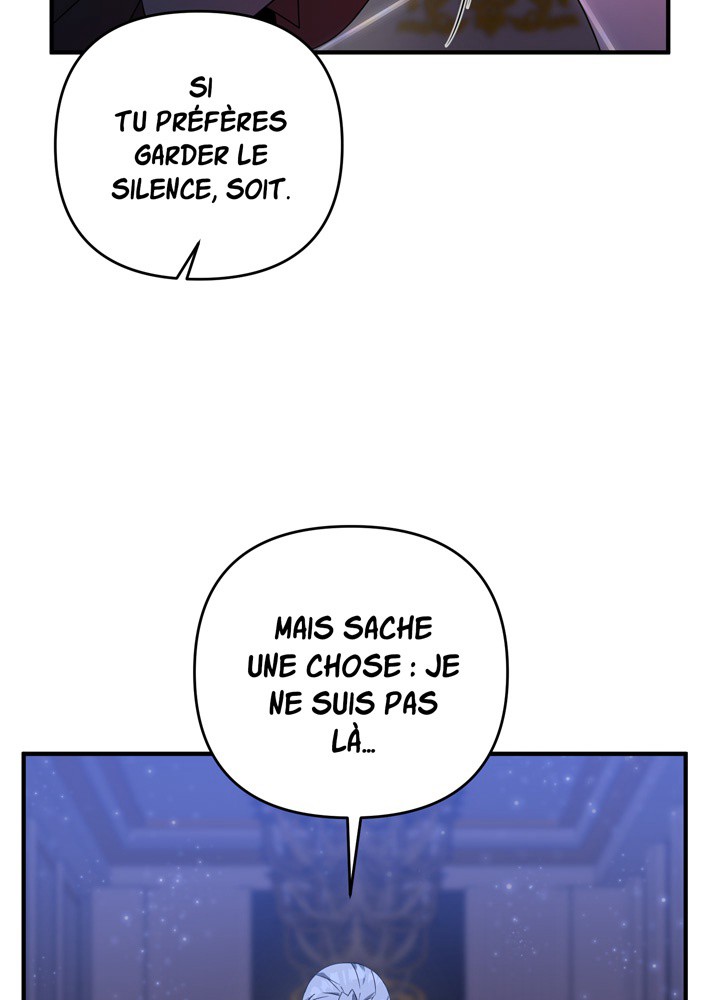 SI
TU PRÉFÈRES
GARDER LE
SILENCE, SOIT.
MAIS SACHE
UNE CHOSE : JE
NE SUIS PAS
LÀ...